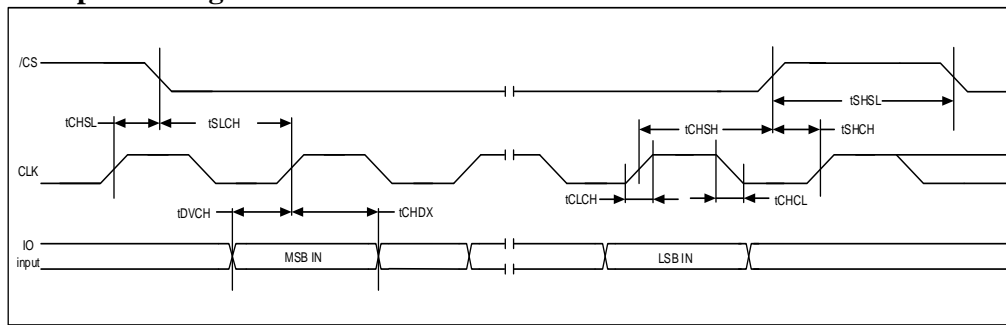 /CS
tSHSL
tCHSL
tSLCH
tCHSH
tSHCH
CLK
tCLCH
tCHCL
tDVCH
tCHDX
IO
input
MSB IN
LSB IN